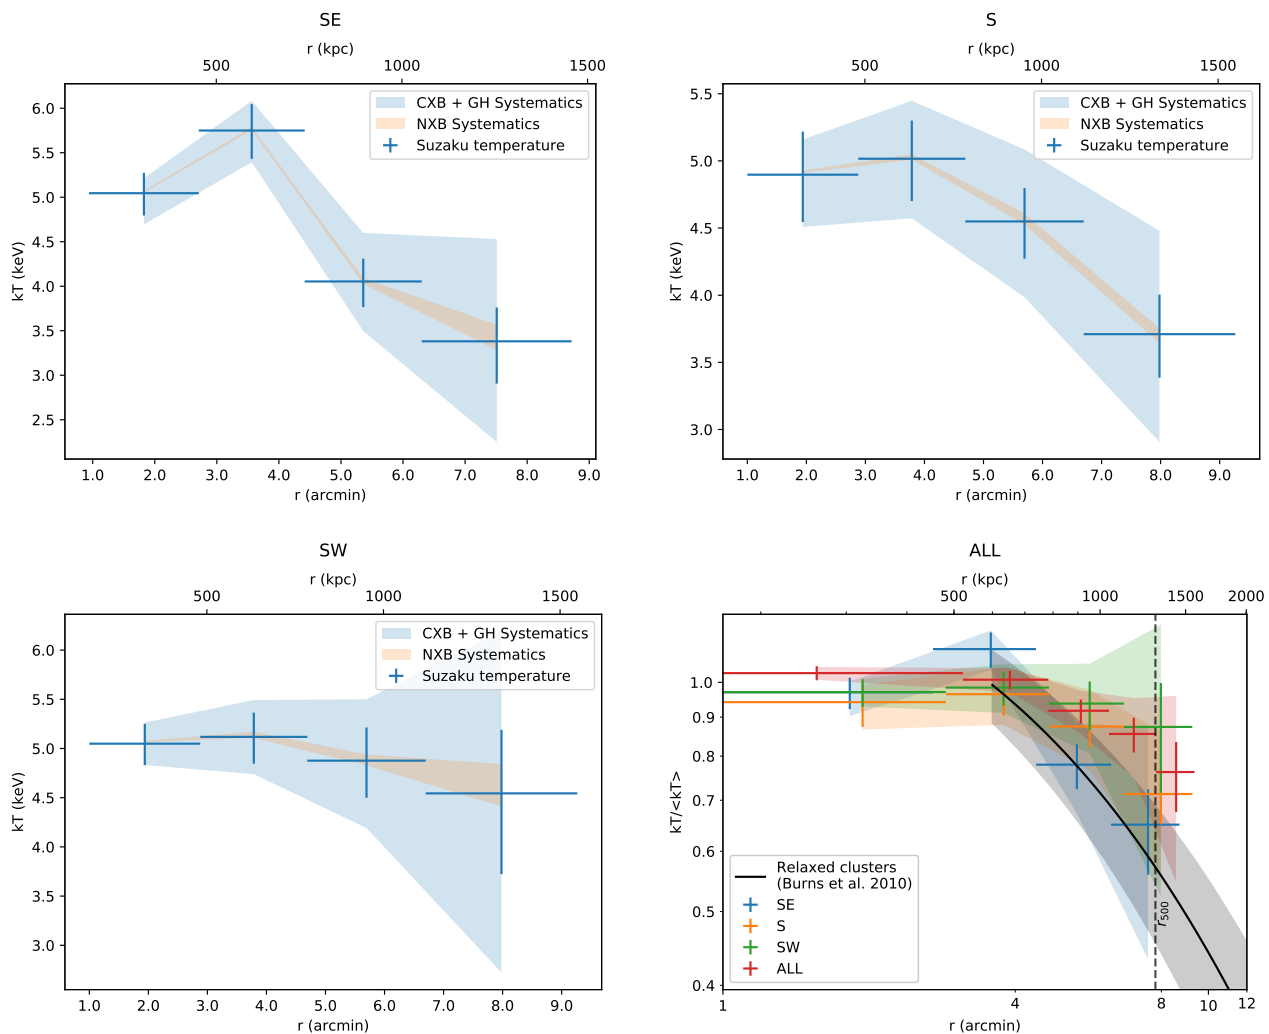 SE
r (kpc)
500 1000 1500
6.0
5.5
5.0
4.5
4.0
3.5
3.0
2.5
kT (keV)
CXB + GH Systematics
NXB Systematics
Suzaku temperature
1.0 2.0 3.0 4.0 5.0 6.0 7.0 8.0 9.0
r (arcmin)
S
r (kpc)
500 1000 1500
5.5
5.0
4.5
4.0
3.5
3.0
kT (keV)
CXB + GH Systematics
NXB Systematics
Suzaku temperature
1.0 2.0 3.0 4.0 5.0 6.0 7.0 8.0 9.0
r (arcmin)
SW
r (kpc)
500 1000 1500
6.0
5.5
5.0
4.5
4.0
3.5
3.0
kT (keV)
CXB + GH Systematics
NXB Systematics
Suzaku temperature
1.0 2.0 3.0 4.0 5.0 6.0 7.0 8.0 9.0
r (arcmin)
ALL
r (kpc)
500 1000 1500 2000
1.0
0.9
0.8
0.7
0.6
0.5
0.4
kT/<kT>
Relaxed clusters
(Burns et al. 2010)
SE
S
SW
ALL
r500
1 4 8 10 12
r (arcmin)